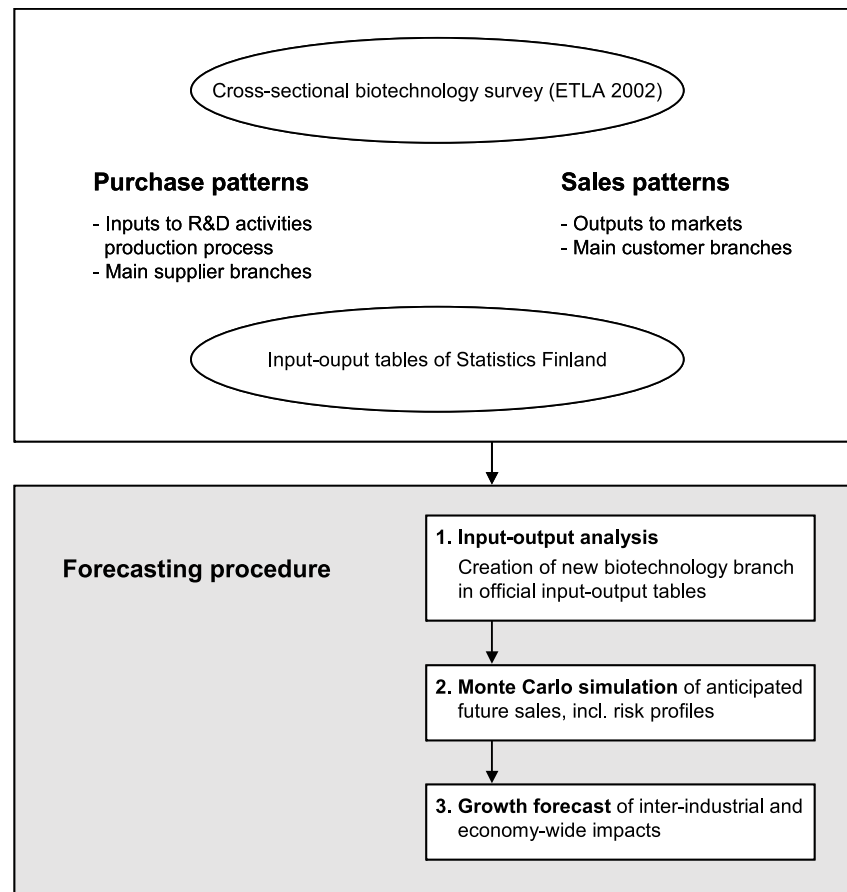 Cross-sectional biotechnology survey (ETLA 2002)
Purchase patterns
- Inputs to R&D activities
production process
- Main supplier branches
Sales patterns
- Outputs to markets
- Main customer branches
Input-ouput tables of Statistics Finland
Forecasting procedure
1. Input-output analysis
Creation of new biotechnology branch
in official input-output tables
2. Monte Carlo simulation of anticipated
future sales, incl. risk profiles
3. Growth forecast of inter-industrial and
economy-wide impacts